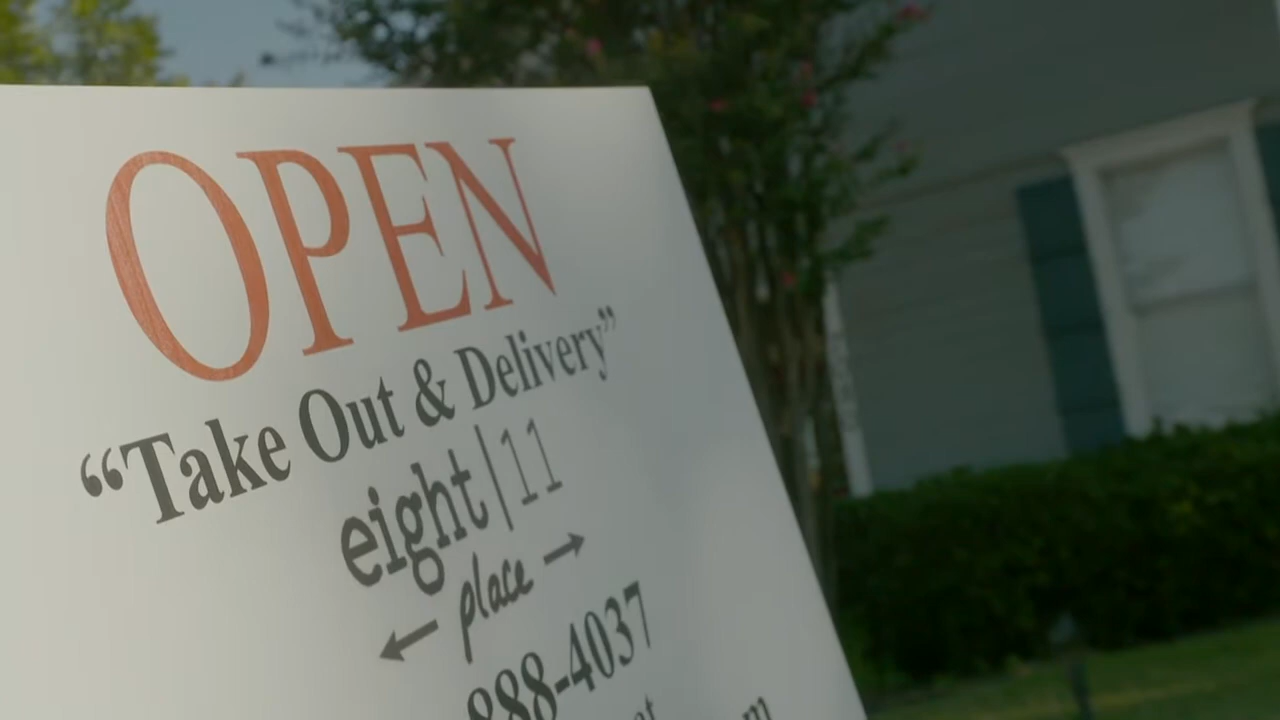 OPEN
“Take Out & Delivery”
eight|11
← place →
888-4037